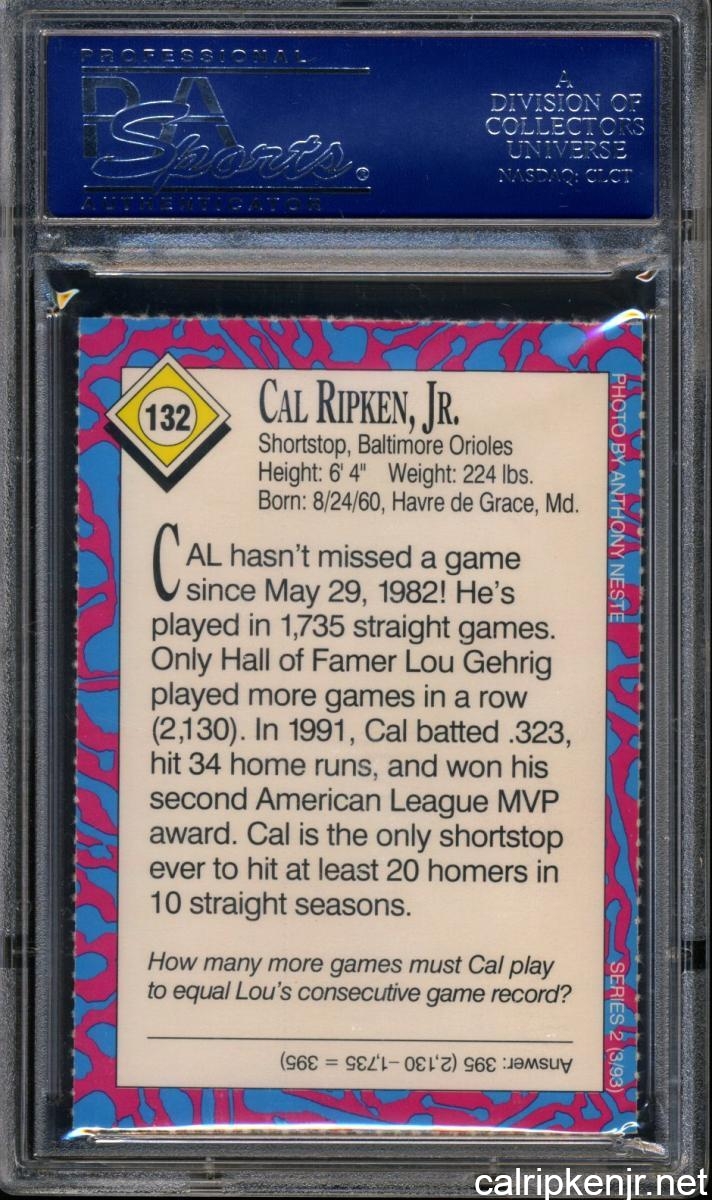 PROFESSIONAL
PSA
Sports®
AUTHENTICATOR
A
DIVISION OF
COLLECTORS
UNIVERSE
NASDAQ: CLCT
132
CAL RIPKEN, JR.
Shortstop, Baltimore Orioles
Height: 6' 4" Weight: 224 lbs.
Born: 8/24/60, Havre de Grace, Md.
CAL hasn't missed a game
since May 29, 1982! He's
played in 1,735 straight games.
Only Hall of Famer Lou Gehrig
played more games in a row
(2,130). In 1991, Cal batted .323,
hit 34 home runs, and won his
second American League MVP
award. Cal is the only shortstop
ever to hit at least 20 homers in
10 straight seasons.
How many more games must Cal play
to equal Lou's consecutive game record?
Answer: 395 (2,130–1,735 = 395)
PHOTO BY ANTHONY NESTE
SERIES 2 (3/93)
calripkenjr.net